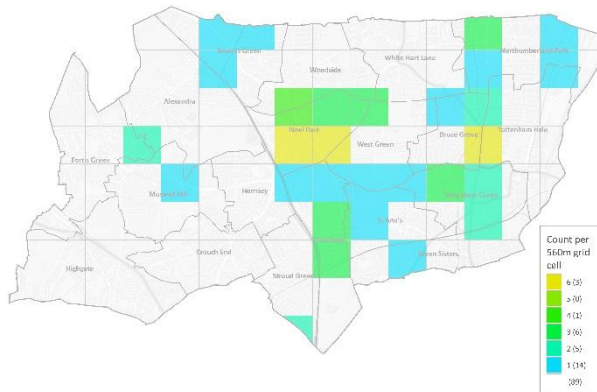 Bounds Green
Northumberland Park
White Hart Lane
Woodside
Alexandra
Noel Park
Bruce Grove
Tottenham Hale
West Green
Fortis Green
Muswell Hill
Hornsey
Tottenham Green
St Ann's
Crouch End
Seven Sisters
Highgate
Stroud Green
Count per
560m grid
cell
6 (3)
5 (0)
4 (1)
3 (6)
2 (5)
1 (14)
(89)